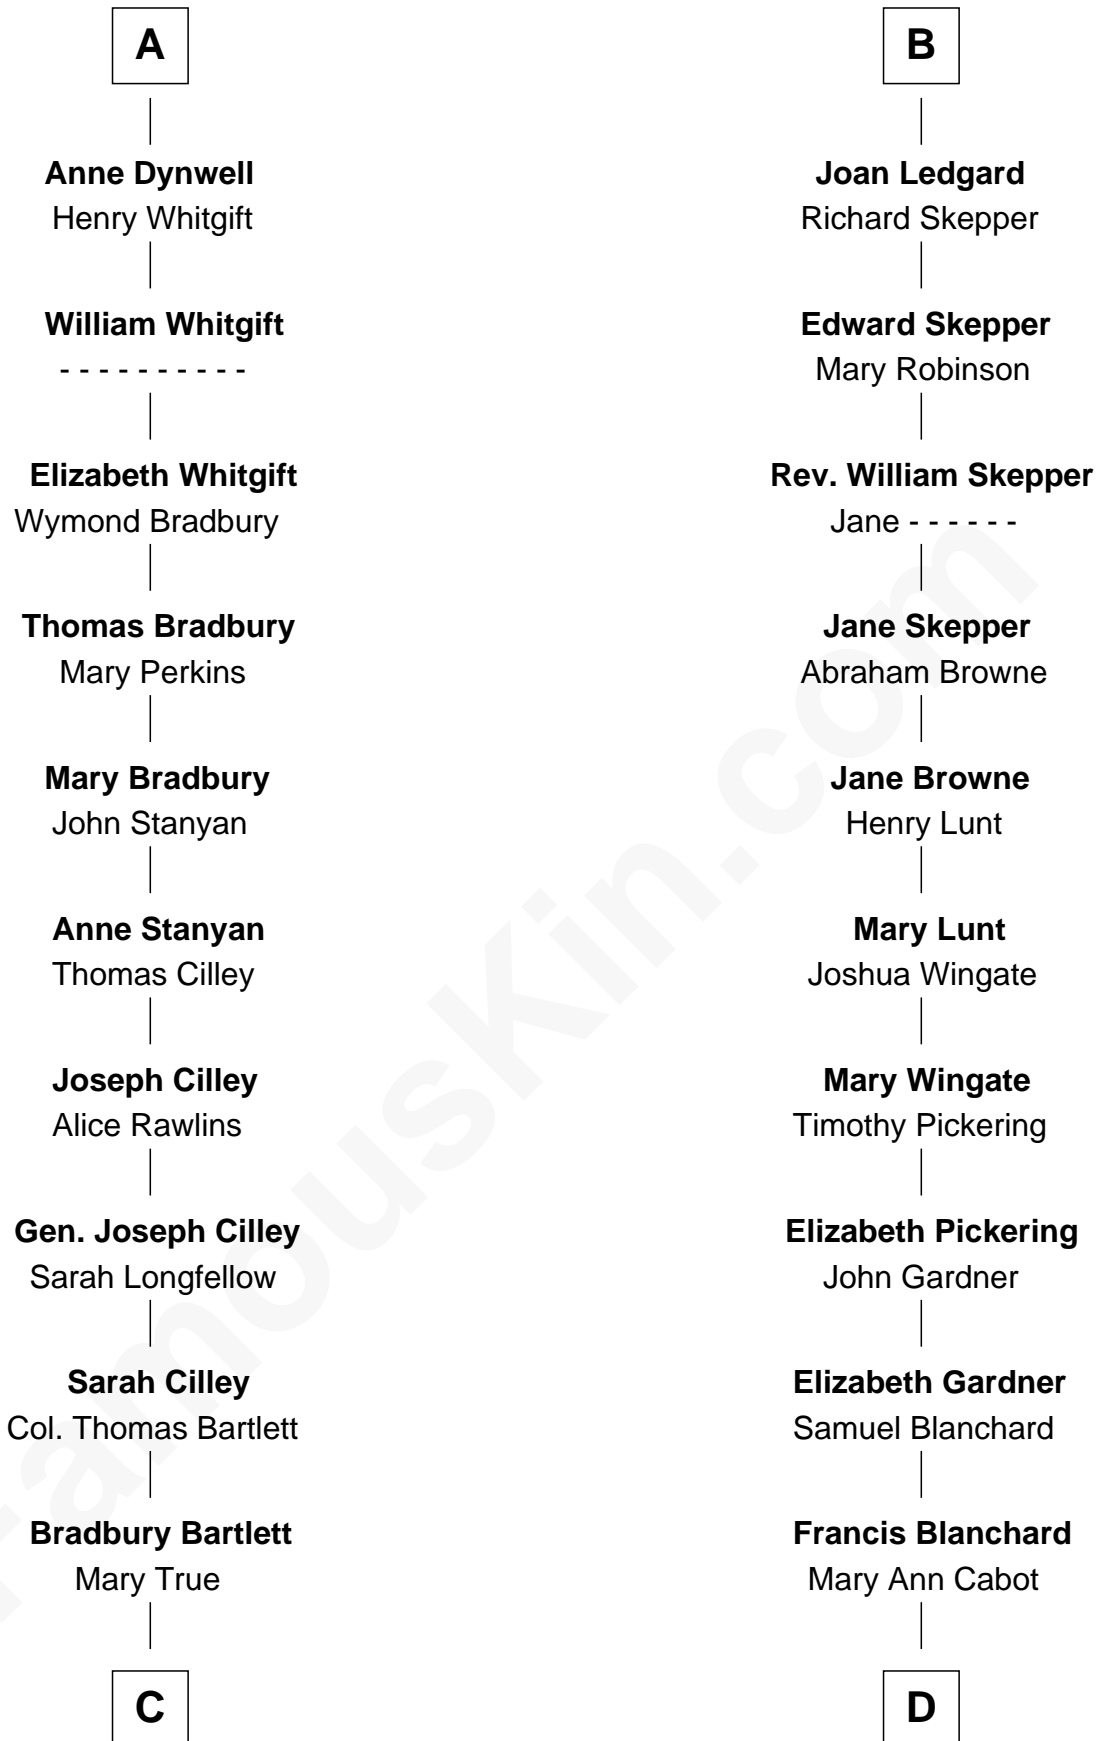 A
Anne Dynwell
Henry Whitgift
William Whitgift
- - - - - - - - - -
Elizabeth Whitgift
Wymond Bradbury
Thomas Bradbury
Mary Perkins
Mary Bradbury
John Stanyan
Anne Stanyan
Thomas Cilley
Joseph Cilley
Alice Rawlins
Gen. Joseph Cilley
Sarah Longfellow
Sarah Cilley
Col. Thomas Bartlett
Bradbury Bartlett
Mary True
C
B
Joan Ledgard
Richard Skepper
Edward Skepper
Mary Robinson
Rev. William Skepper
Jane - - - - - -
Jane Skepper
Abraham Browne
Jane Browne
Henry Lunt
Mary Lunt
Joshua Wingate
Mary Wingate
Timothy Pickering
Elizabeth Pickering
John Gardner
Elizabeth Gardner
Samuel Blanchard
Francis Blanchard
Mary Ann Cabot
D
FamousKin.com